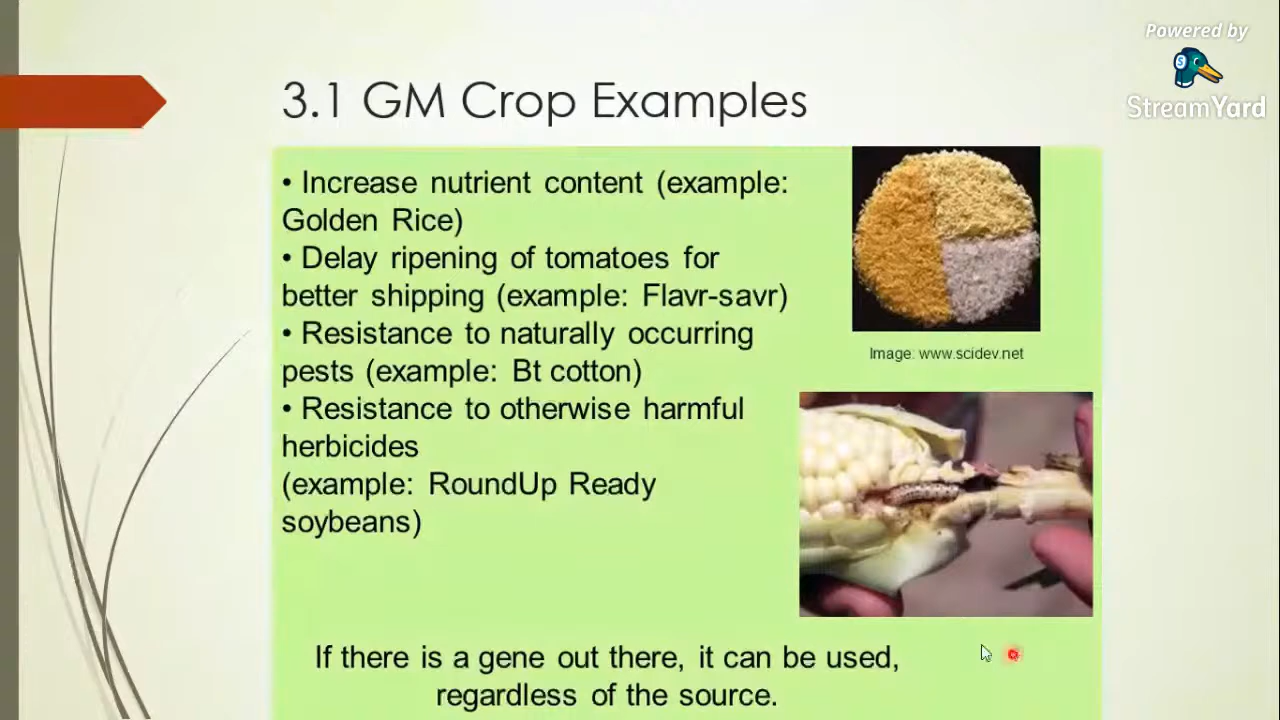 Powered by
StreamYard
3.1 GM Crop Examples
• Increase nutrient content (example:
Golden Rice)
• Delay ripening of tomatoes for
better shipping (example: Flavr-savr)
• Resistance to naturally occurring
pests (example: Bt cotton)
• Resistance to otherwise harmful
herbicides
(example: RoundUp Ready
soybeans)
Image: www.scidev.net
If there is a gene out there, it can be used,
regardless of the source.